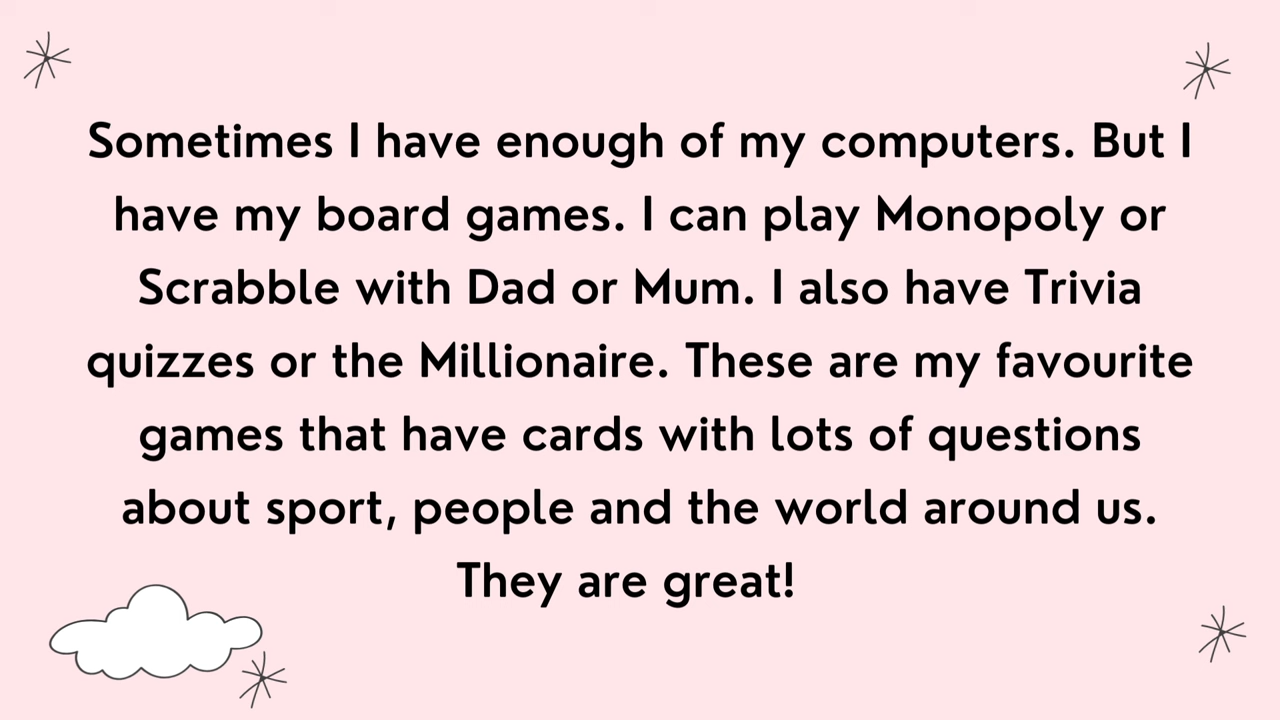 Sometimes I have enough of my computers. But I
have my board games. I can play Monopoly or
Scrabble with Dad or Mum. I also have Trivia
quizzes or the Millionaire. These are my favourite
games that have cards with lots of questions
about sport, people and the world around us.
They are great!